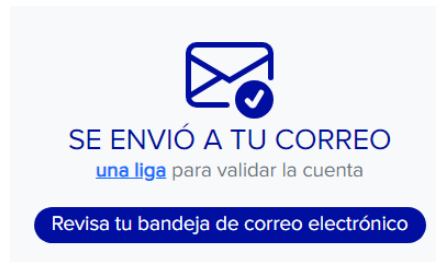 SE ENVIÓ A TU CORREO
una liga para validar la cuenta
Revisa tu bandeja de correo electrónico